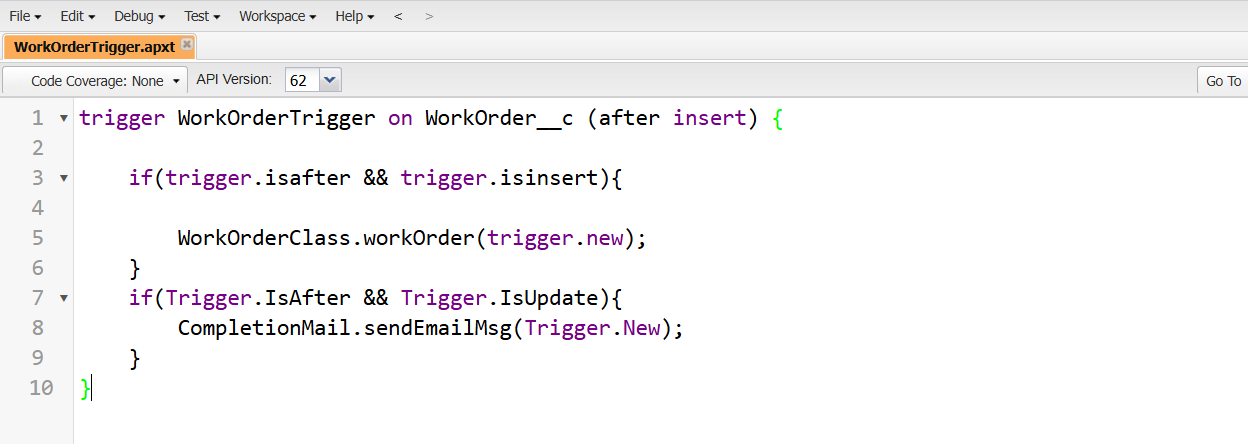 File Edit Debug Test Workspace Help < >
WorkOrderTrigger.apxt
Code Coverage: None API Version: 62 Go To
1 trigger WorkOrderTrigger on WorkOrder__c (after insert) {
2
3 if(trigger.isafter && trigger.isinsert){
4
5 WorkOrderClass.workOrder(trigger.new);
6 }
7 if(Trigger.IsAfter && Trigger.IsUpdate){
8 CompletionMail.sendEmailMsg(Trigger.New);
9 }
10 }